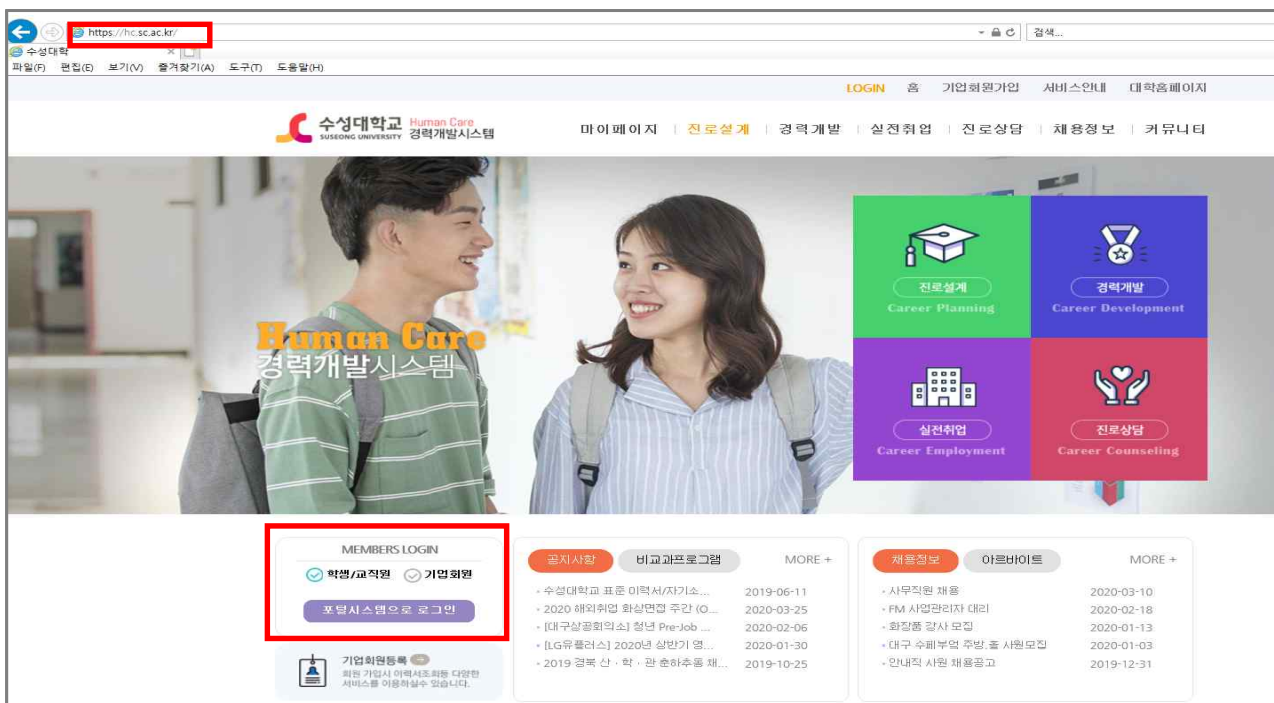 https://hc.sc.ac.kr/
검색...
수성대학
파일(F) 편집(E) 보기(V) 즐겨찾기(A) 도구(T) 도움말(H)
LOGIN 홈 기업회원가입 서비스안내 대학홈페이지
수성대학교 Human Care
SUSEONG UNIVERSITY 경력개발시스템
마이페이지 진로설계 경력개발 실전취업 진로상담 채용정보 커뮤니티
진로설계 경력개발
Career Planning Career Development
Human Care
경력개발시스템
실전취업 진로상담
Career Employment Career Counseling
MEMBERS LOGIN
학생/교직원 기업회원
포털시스템으로 로그인
기업회원등록
회원 가입시 이력서조회등 다양한
서비스를 이용하실수 있습니다.
공지사항 비교과프로그램 MORE +
수성대학교 표준 이력서/자기소... 2019-06-11
2020 해외취업 화상면접 주간 (O... 2020-03-25
[대구상공회의소] 청년 Pre-Job ... 2020-02-06
[LG유플러스] 2020년 상반기 영... 2020-01-30
2019 경북 산ㆍ학ㆍ관 춘하추동 채... 2019-10-25
채용정보 아르바이트 MORE +
사무직원 채용 2020-03-10
FM 사업관리자 대리 2020-02-18
화장품 강사 모집 2020-01-13
대구 수페부엌 주방,홀 사원모집 2020-01-03
안내직 사원 채용공고 2019-12-31